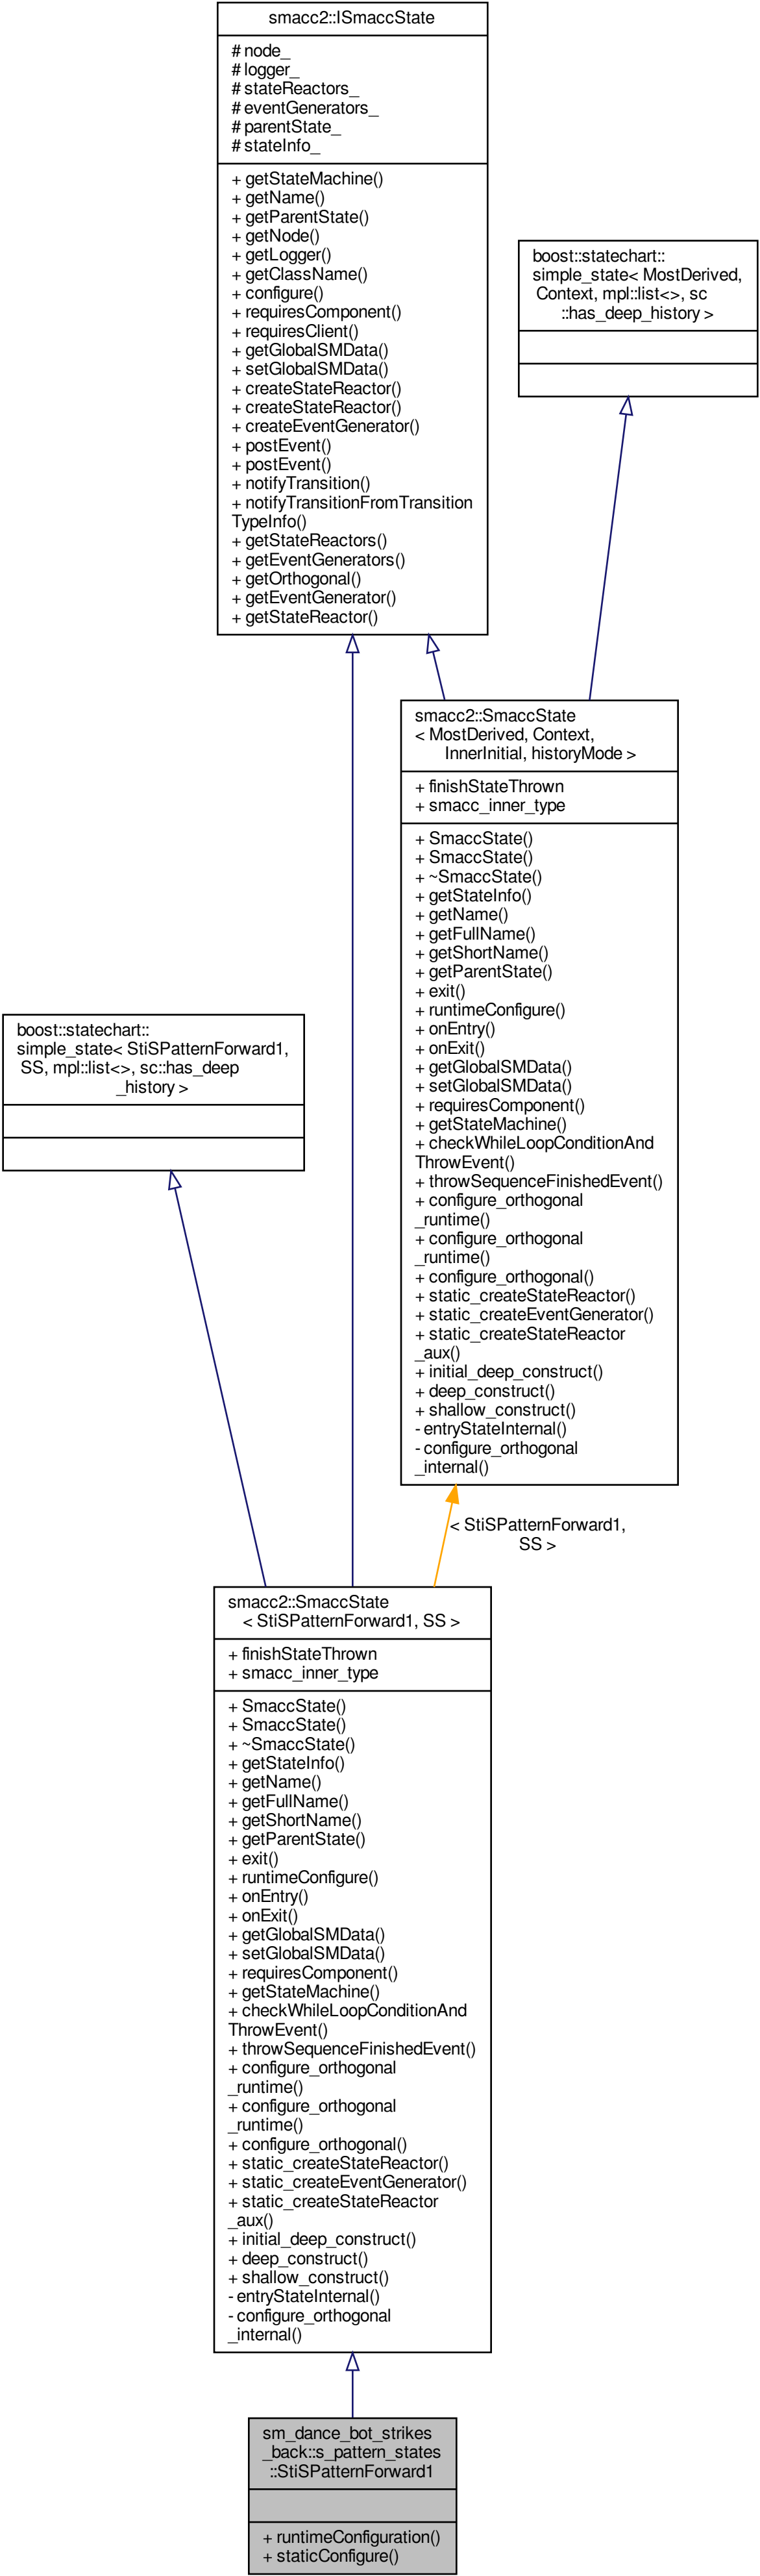 smacc2::ISmaccState
# node_
# logger_
# stateReactors_
# eventGenerators_
# parentState_
# stateInfo_
+ getStateMachine()
+ getName()
+ getParentState()
+ getNode()
+ getLogger()
+ getClassName()
+ configure()
+ requiresComponent()
+ requiresClient()
+ getGlobalSMData()
+ setGlobalSMData()
+ createStateReactor()
+ createStateReactor()
+ createEventGenerator()
+ postEvent()
+ postEvent()
+ notifyTransition()
+ notifyTransitionFromTransition
TypeInfo()
+ getStateReactors()
+ getEventGenerators()
+ getOrthogonal()
+ getEventGenerator()
+ getStateReactor()
boost::statechart::
simple_state< MostDerived,
Context, mpl::list<>, sc
::has_deep_history >
smacc2::SmaccState
< MostDerived, Context,
InnerInitial, historyMode >
+ finishStateThrown
+ smacc_inner_type
+ SmaccState()
+ SmaccState()
+ ~SmaccState()
+ getStateInfo()
+ getName()
+ getFullName()
+ getShortName()
+ getParentState()
+ exit()
+ runtimeConfigure()
+ onEntry()
+ onExit()
+ getGlobalSMData()
+ setGlobalSMData()
+ requiresComponent()
+ getStateMachine()
+ checkWhileLoopConditionAnd
ThrowEvent()
+ throwSequenceFinishedEvent()
+ configure_orthogonal
_runtime()
+ configure_orthogonal
_runtime()
+ configure_orthogonal()
+ static_createStateReactor()
+ static_createEventGenerator()
+ static_createStateReactor
_aux()
+ initial_deep_construct()
+ deep_construct()
+ shallow_construct()
- entryStateInternal()
- configure_orthogonal
_internal()
boost::statechart::
simple_state< StiSPatternForward1,
SS, mpl::list<>, sc::has_deep
_history >
< StiSPatternForward1,
SS >
smacc2::SmaccState
< StiSPatternForward1, SS >
+ finishStateThrown
+ smacc_inner_type
+ SmaccState()
+ SmaccState()
+ ~SmaccState()
+ getStateInfo()
+ getName()
+ getFullName()
+ getShortName()
+ getParentState()
+ exit()
+ runtimeConfigure()
+ onEntry()
+ onExit()
+ getGlobalSMData()
+ setGlobalSMData()
+ requiresComponent()
+ getStateMachine()
+ checkWhileLoopConditionAnd
ThrowEvent()
+ throwSequenceFinishedEvent()
+ configure_orthogonal
_runtime()
+ configure_orthogonal
_runtime()
+ configure_orthogonal()
+ static_createStateReactor()
+ static_createEventGenerator()
+ static_createStateReactor
_aux()
+ initial_deep_construct()
+ deep_construct()
+ shallow_construct()
- entryStateInternal()
- configure_orthogonal
_internal()
sm_dance_bot_strikes
_back::s_pattern_states
::StiSPatternForward1
+ runtimeConfiguration()
+ staticConfigure()